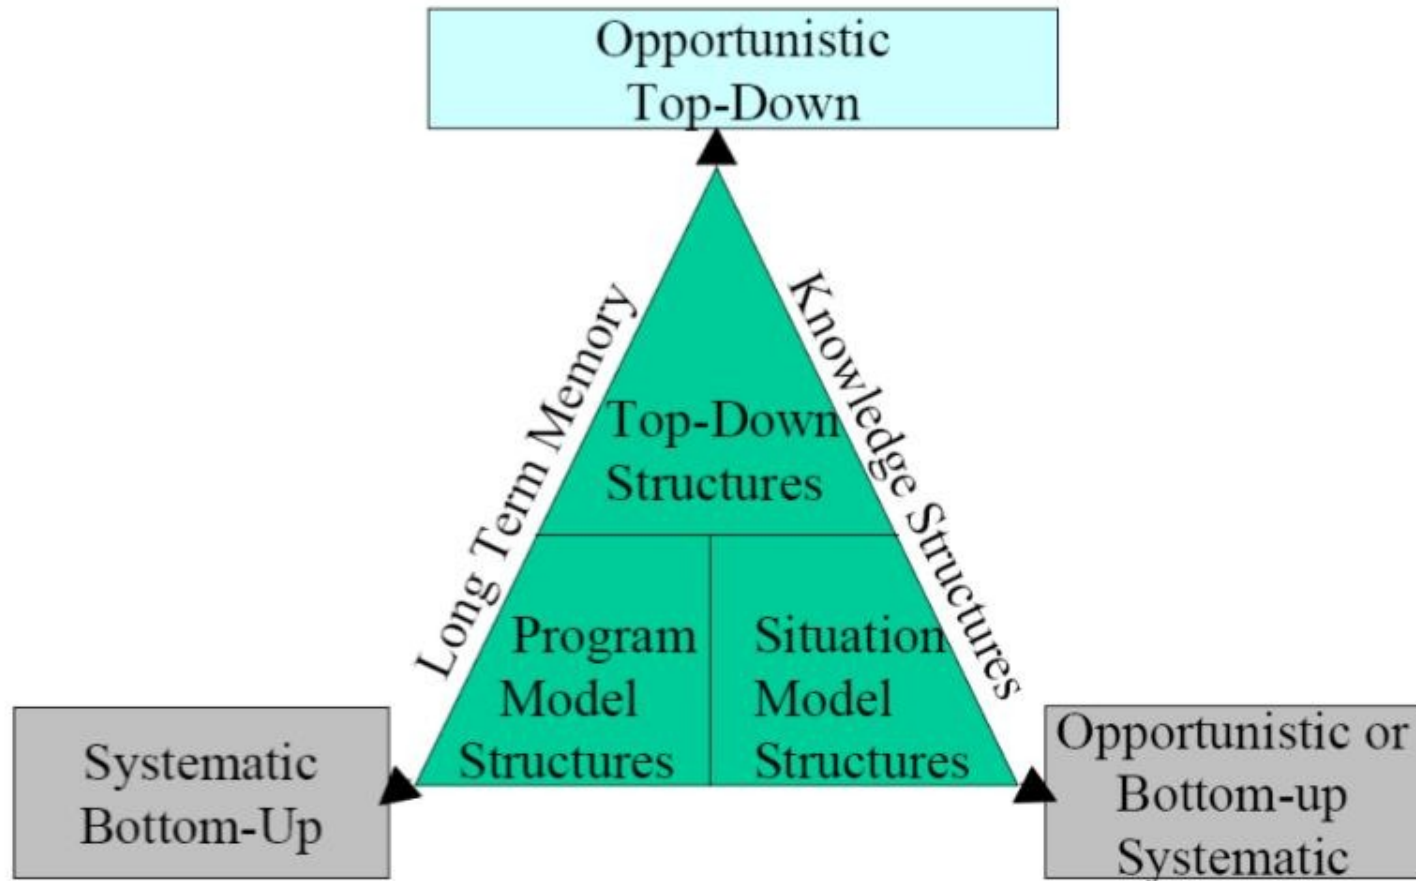 Opportunistic
Top-Down
Long Term Memory
Knowledge Structures
Top-Down
Structures
Program
Model
Structures
Situation
Model
Structures
Systematic
Bottom-Up
Opportunistic or
Bottom-up
Systematic